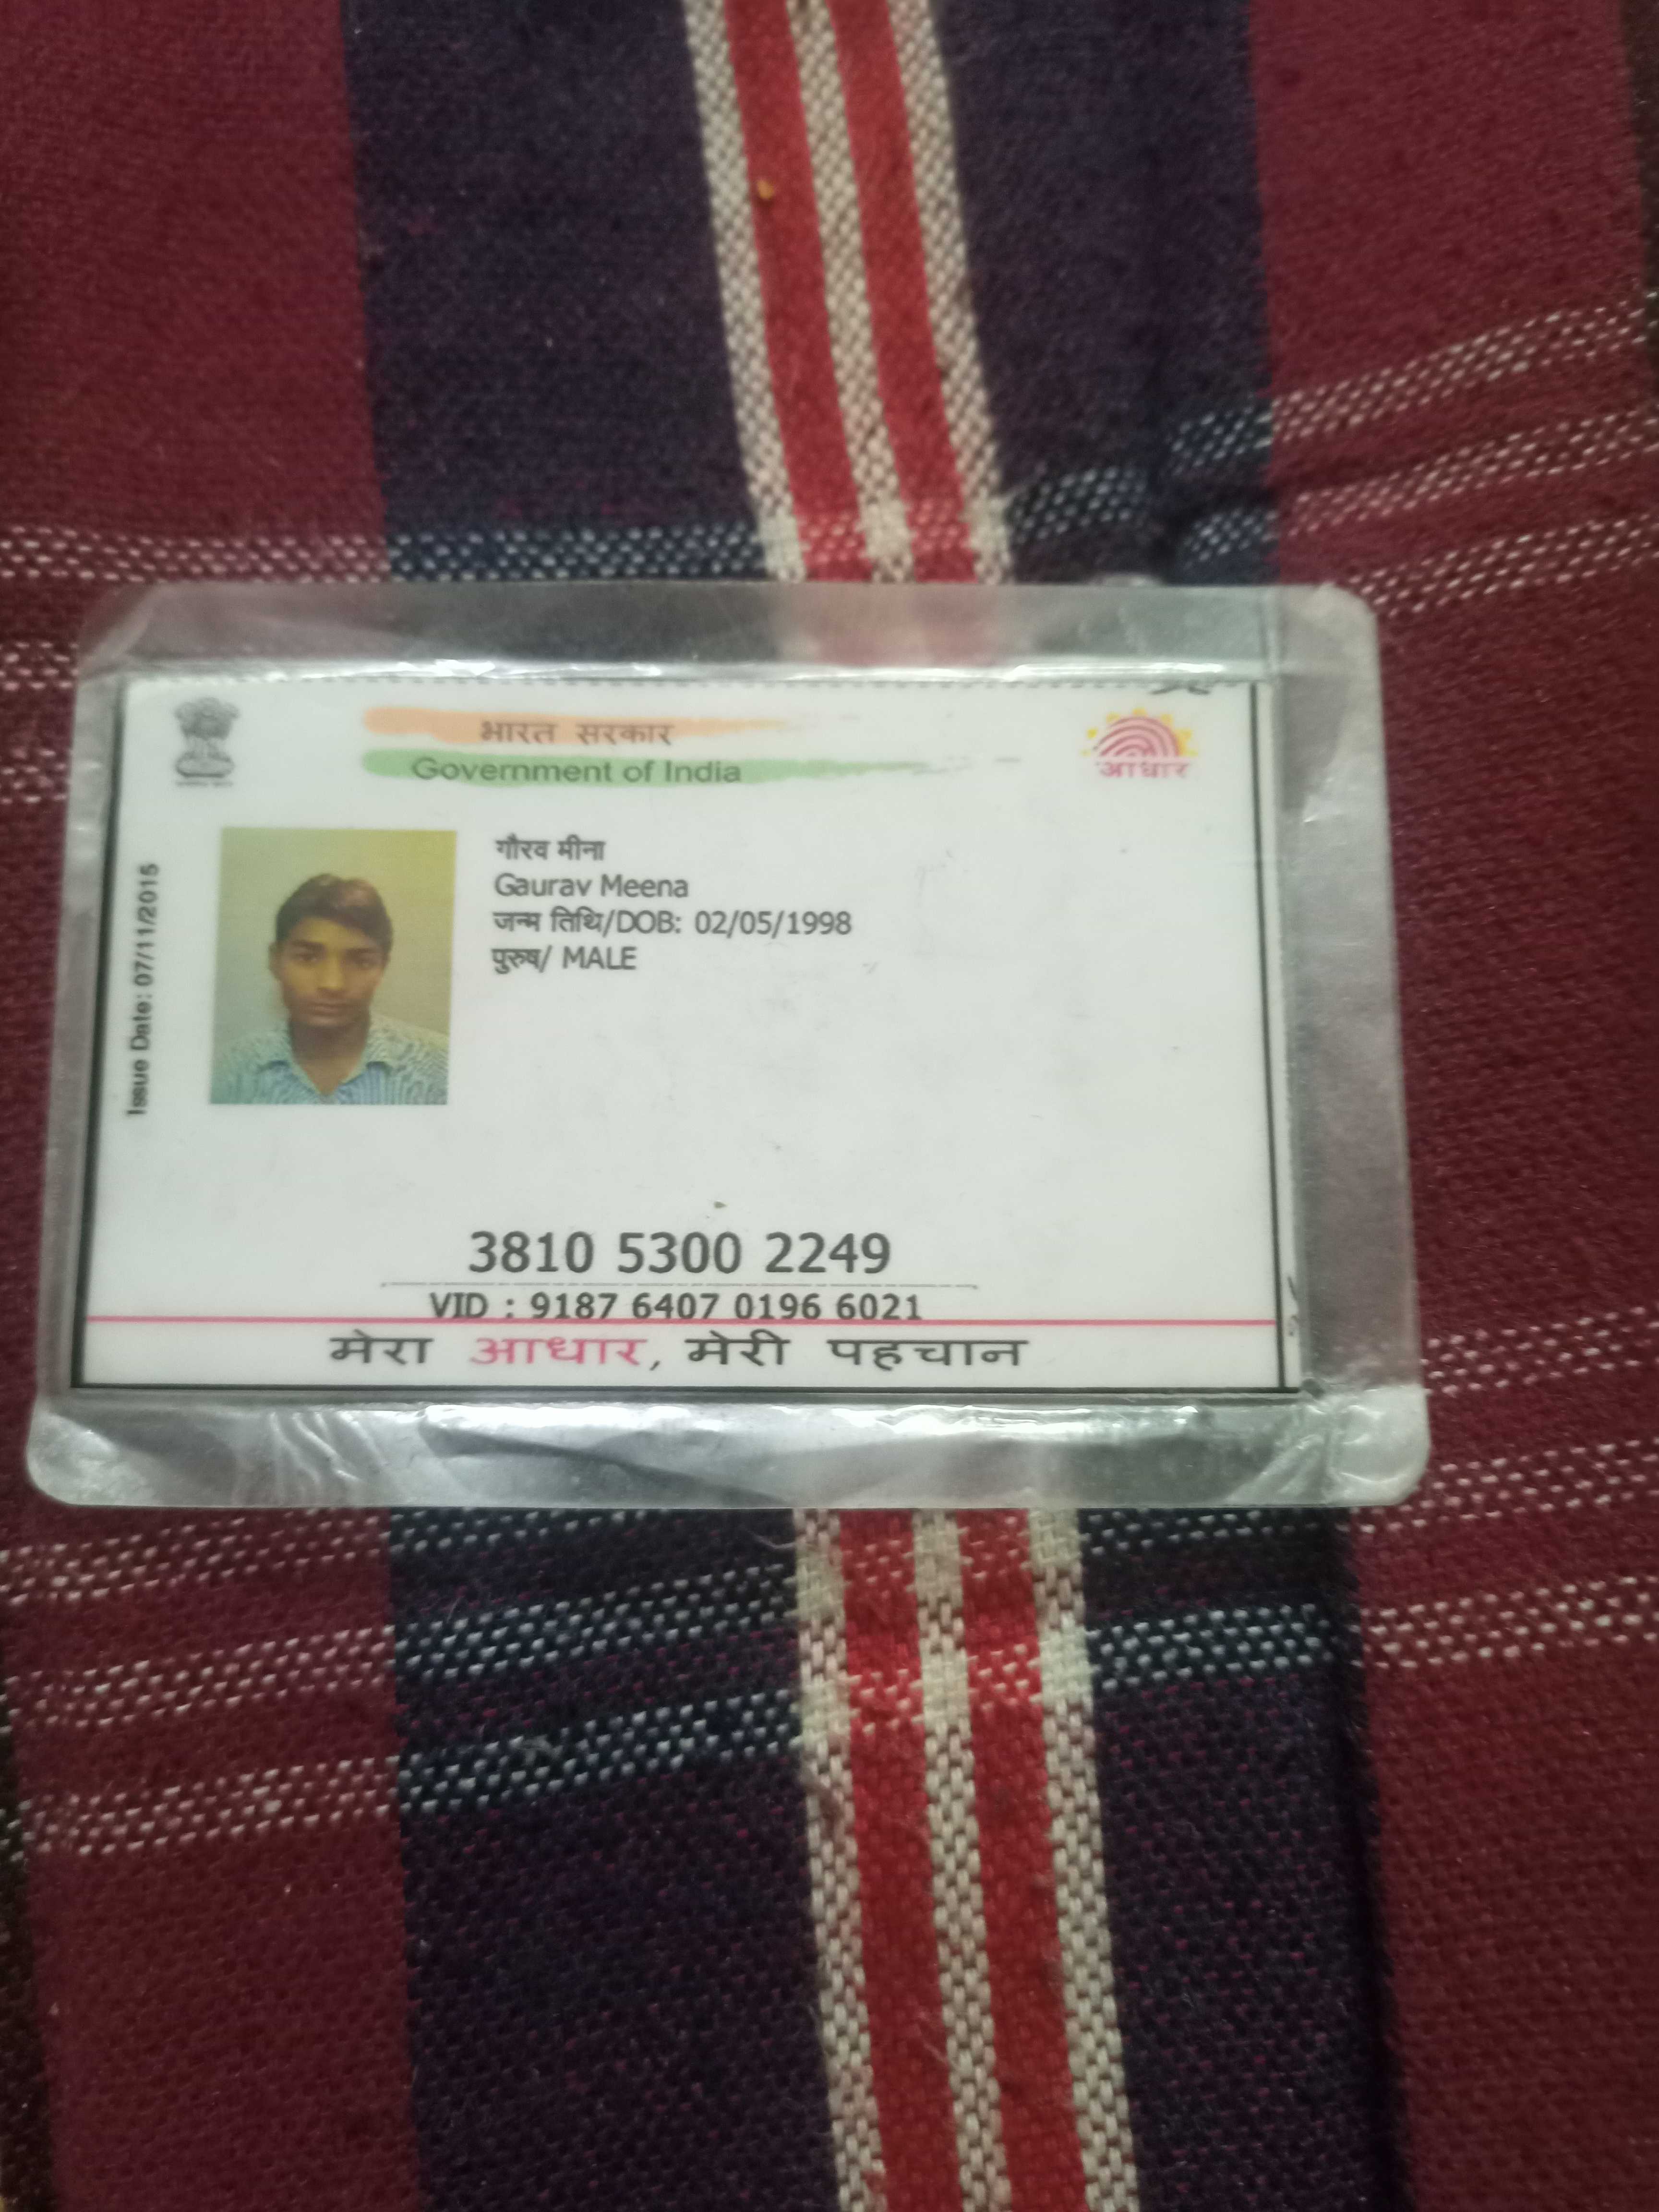 भारत सरकार
Government of India
आधार
Issue Date: 07/11/2015
गौरव मीना
Gaurav Meena
जन्म तिथि/DOB: 02/05/1998
पुरुष/ MALE
3810 5300 2249
VID : 9187 6407 0196 6021
मेरा आधार, मेरी पहचान